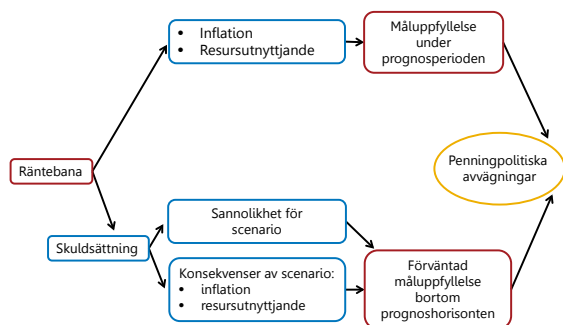 • Inflation
• Resursutnyttjande
Måluppfyllelse
under
prognosperioden
Räntebana
Penningpolitiska
avvägningar
Sannolikhet för
scenario
Skuldsättning
Konsekvenser av scenario:
• inflation
• resursutnyttjande
Förväntad
måluppfyllelse
bortom
prognoshorisonten